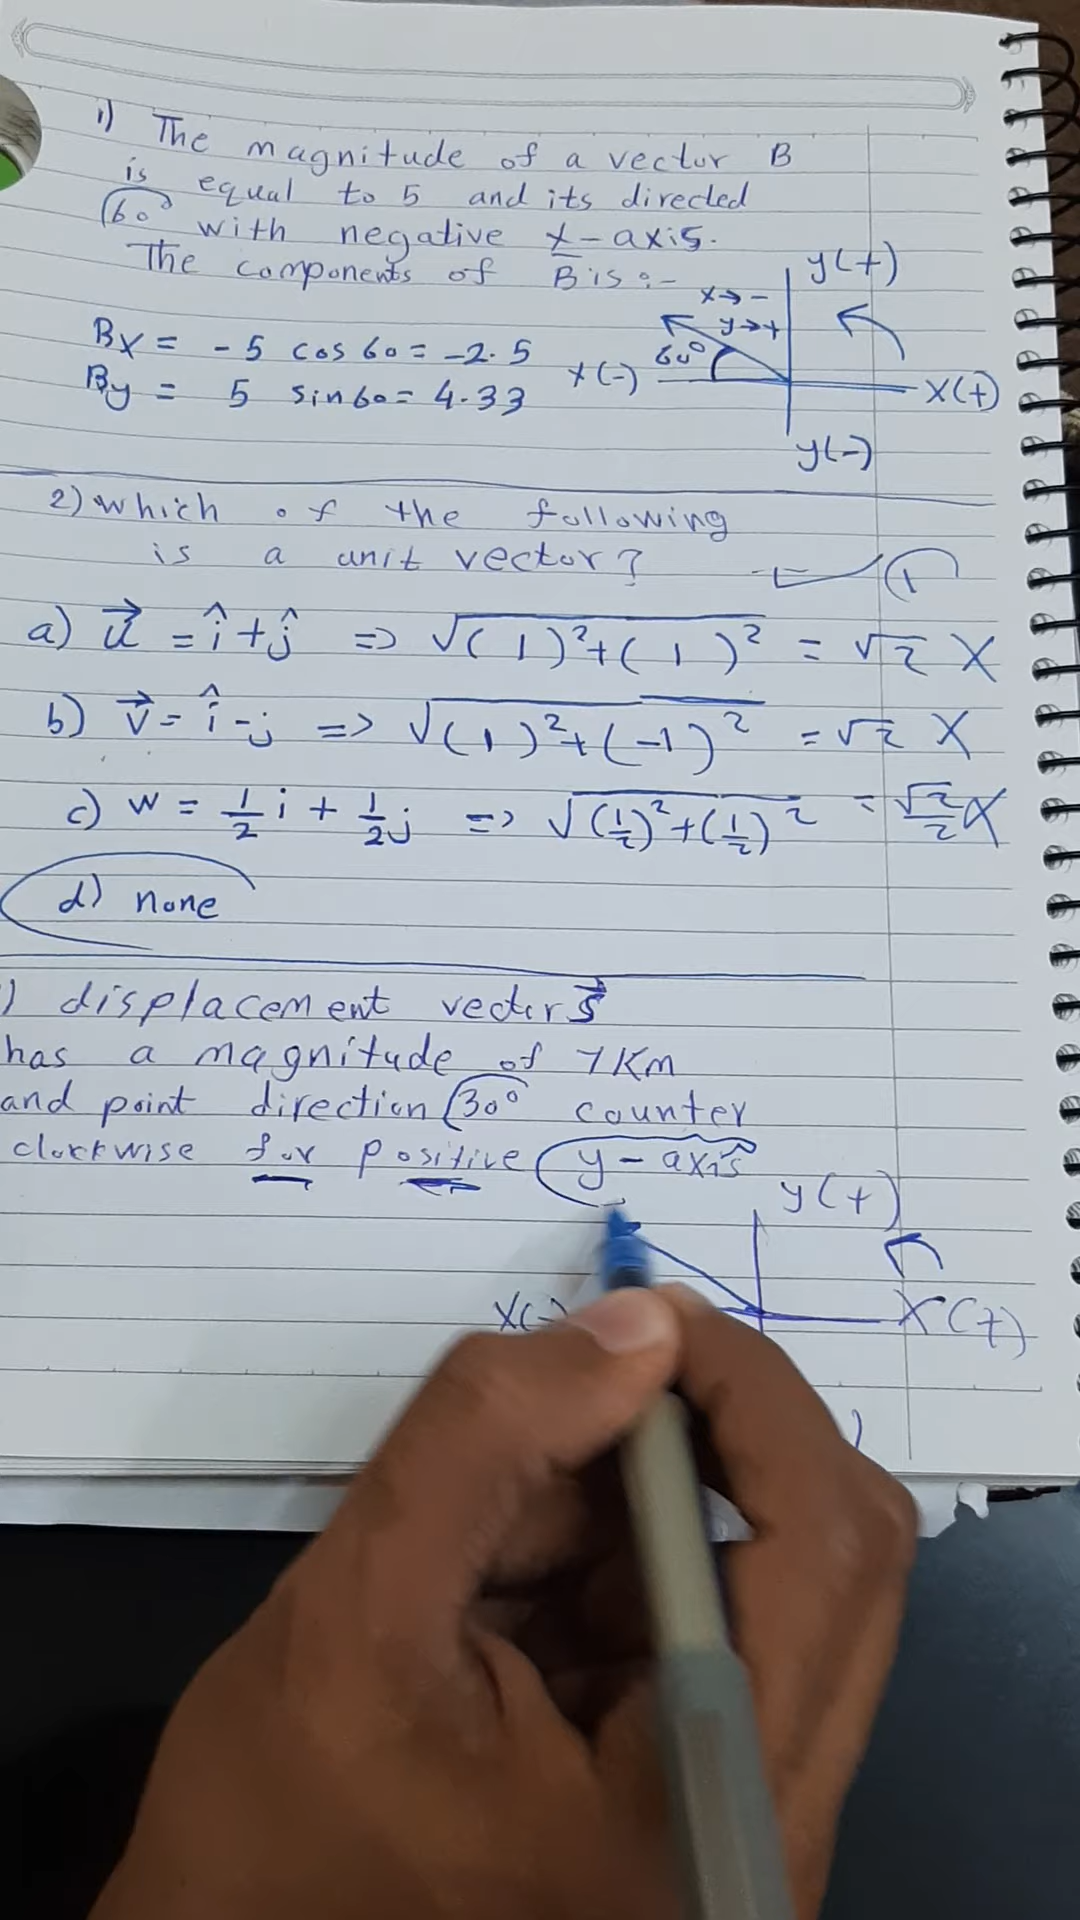 1) The magnitude of a vector B
is equal to 5 and its directed
60° with negative x-axis.
The components of B is:-
y(+)
x→-
y→+
60°
Bx = -5 cos 60 = -2.5
x(-)
x(+)
By = 5 sin 60 = 4.33
y(-)
2) which of the following
is a unit vector?
1
a) u⃗ = î + ĵ => √(1)²+(1)² = √2 X
b) v⃗ = î - j => √(1)²+(-1)² = √2 X
c) w = 1/2 i + 1/2 j => √(1/2)²+(1/2)² = √2/2 X
d) none
) displacement vector S⃗
has a magnitude of 7 Km
and point direction 30° counter
clockwise for positive y-axis
y(+)
x(-)
x(+)